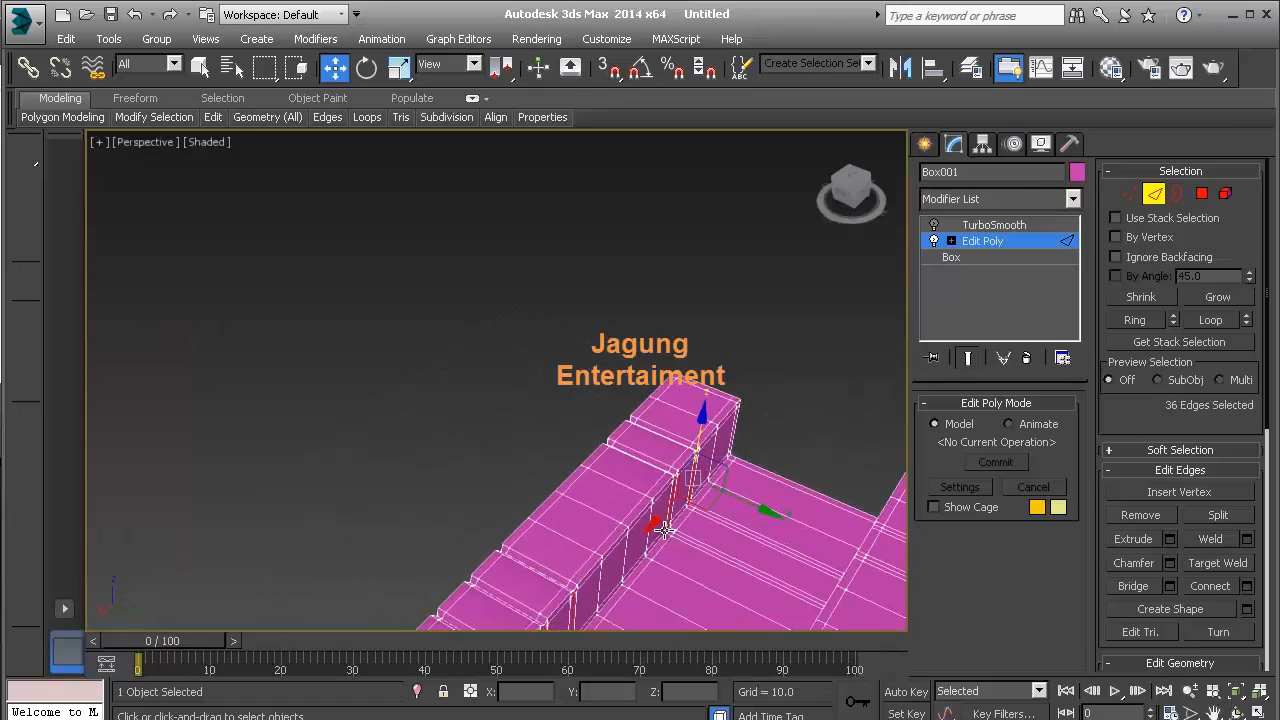 Workspace: Default
Autodesk 3ds Max 2014 x64 Untitled
Type a keyword or phrase
Edit Tools Group Views Create Modifiers Animation Graph Editors Rendering Customize MAXScript Help
All
View
3
Create Selection Se
Modeling Freeform Selection Object Paint Populate
Polygon Modeling Modify Selection Edit Geometry (All) Edges Loops Tris Subdivision Align Properties
[ + ] [Perspective ] [Shaded ]
Jagung
Entertaiment
Box001
Modifier List
TurboSmooth
Edit Poly
Box
Edit Poly Mode
Model Animate
<No Current Operation>
Commit
Settings Cancel
Show Cage
Selection
Use Stack Selection
By Vertex
Ignore Backfacing
By Angle: 45.0
Shrink Grow
Ring Loop
Get Stack Selection
Preview Selection
Off SubObj Multi
36 Edges Selected
Soft Selection
Edit Edges
Insert Vertex
Remove Split
Extrude Weld
Chamfer Target Weld
Bridge Connect
Create Shape
Edit Tri. Turn
Edit Geometry
z
< 0 / 100 >
0 10 20 30 40 50 60 70 80 90 100
1 Object Selected X: Y: Z: Grid = 10.0 Auto Key Selected
Welcome to M. Click or click-and-drag to select objects Add Time Tag Set Key Key Filters... 0